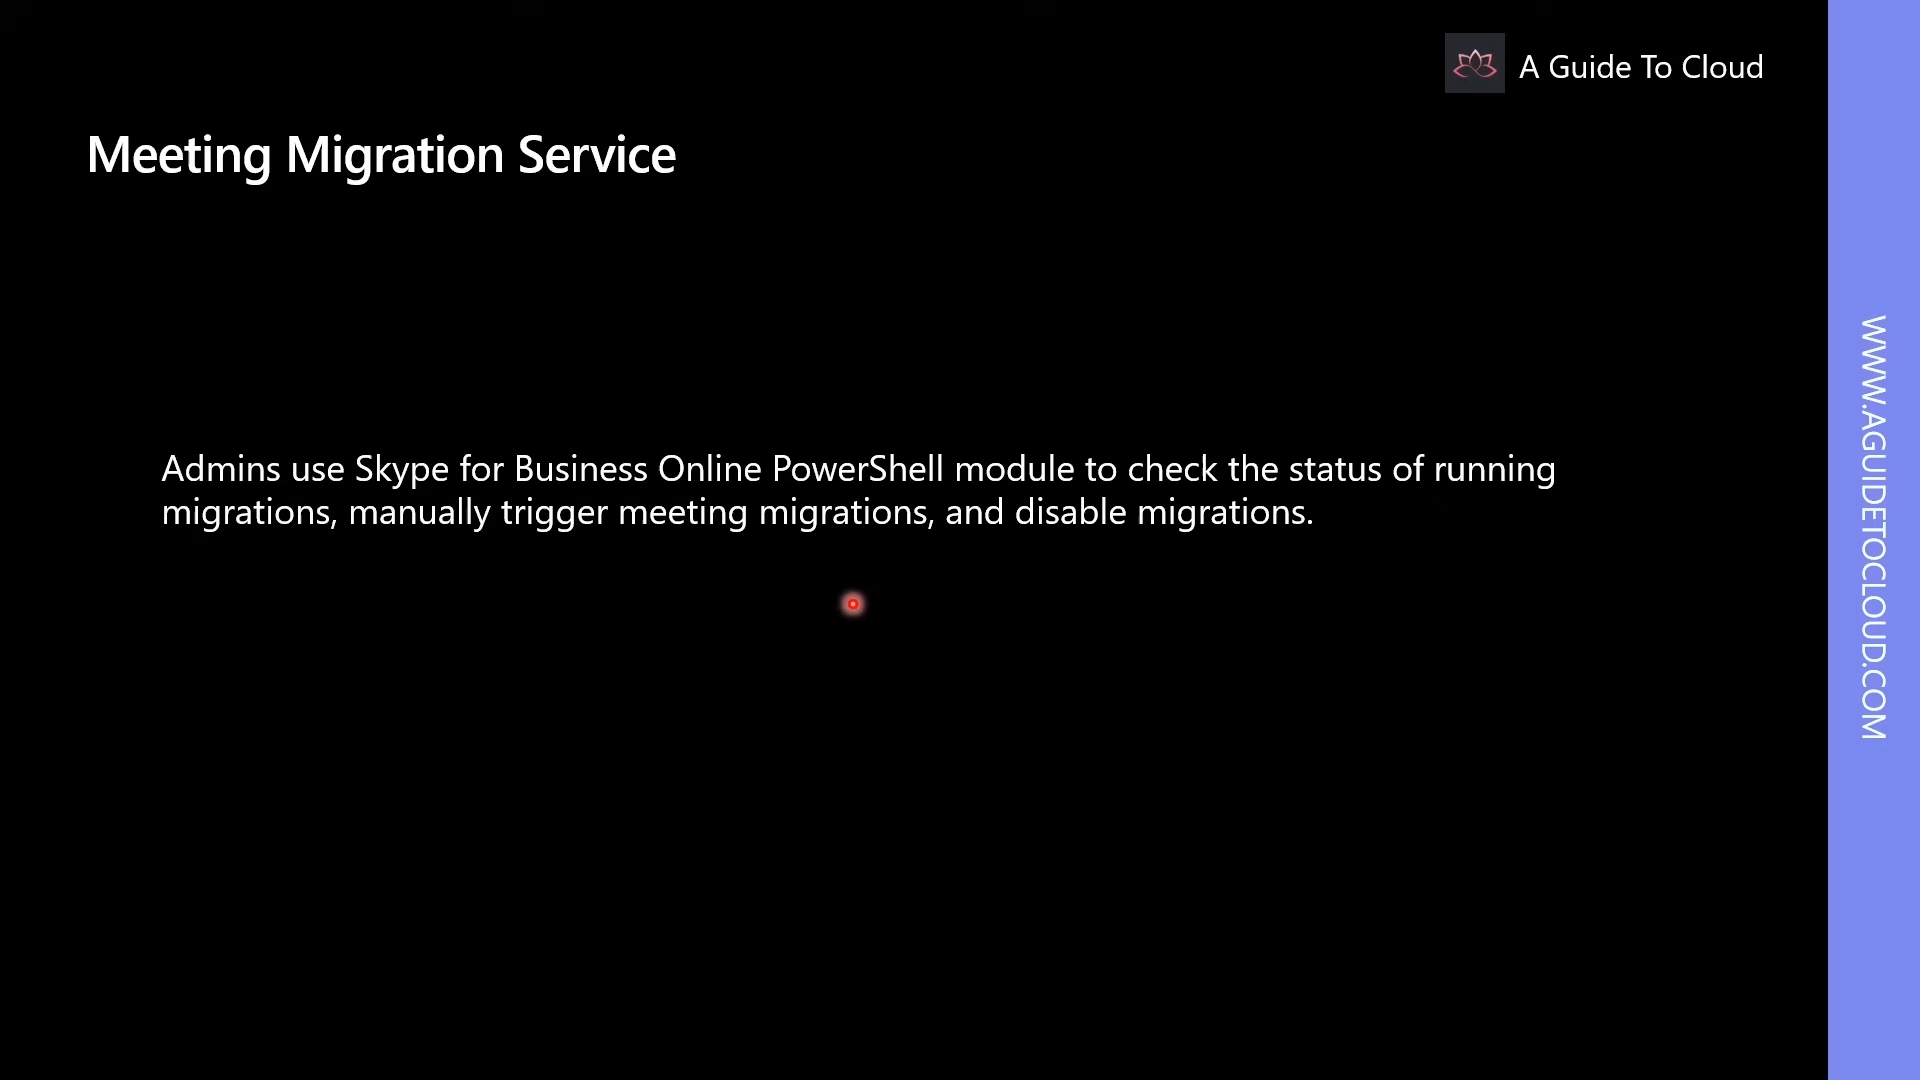 A Guide To Cloud
Meeting Migration Service
Admins use Skype for Business Online PowerShell module to check the status of running
migrations, manually trigger meeting migrations, and disable migrations.
WWW.AGUIDETOCLOUD.COM